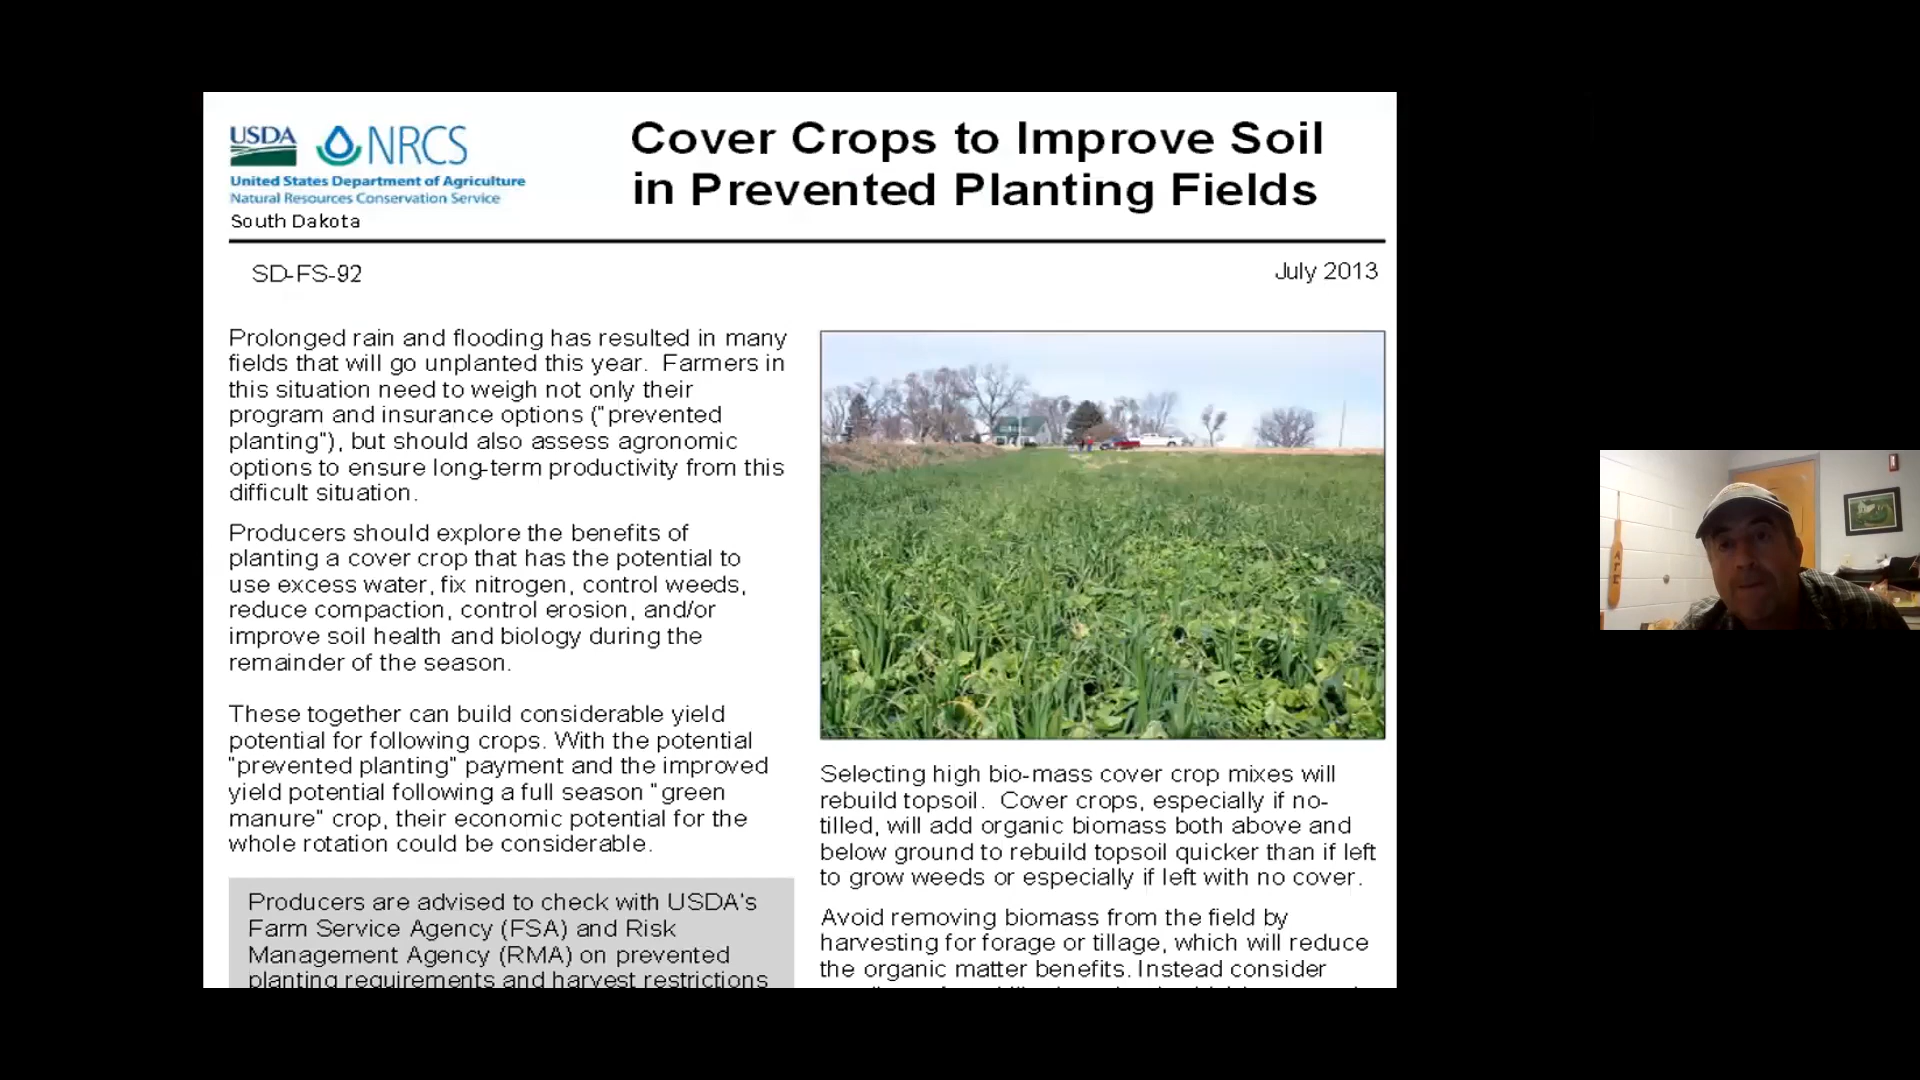 USDA NRCS
United States Department of Agriculture
Natural Resources Conservation Service
South Dakota
Cover Crops to Improve Soil
in Prevented Planting Fields
SD-FS-92
July 2013
Prolonged rain and flooding has resulted in many
fields that will go unplanted this year. Farmers in
this situation need to weigh not only their
program and insurance options ("prevented
planting"), but should also assess agronomic
options to ensure long-term productivity from this
difficult situation.
Producers should explore the benefits of
planting a cover crop that has the potential to
use excess water, fix nitrogen, control weeds,
reduce compaction, control erosion, and/or
improve soil health and biology during the
remainder of the season.
These together can build considerable yield
potential for following crops. With the potential
"prevented planting" payment and the improved
yield potential following a full season "green
manure" crop, their economic potential for the
whole rotation could be considerable.
Producers are advised to check with USDA's
Farm Service Agency (FSA) and Risk
Management Agency (RMA) on prevented
planting requirements and harvest restrictions
Selecting high bio-mass cover crop mixes will
rebuild topsoil. Cover crops, especially if no-
tilled, will add organic biomass both above and
below ground to rebuild topsoil quicker than if left
to grow weeds or especially if left with no cover.
Avoid removing biomass from the field by
harvesting for forage or tillage, which will reduce
the organic matter benefits. Instead consider